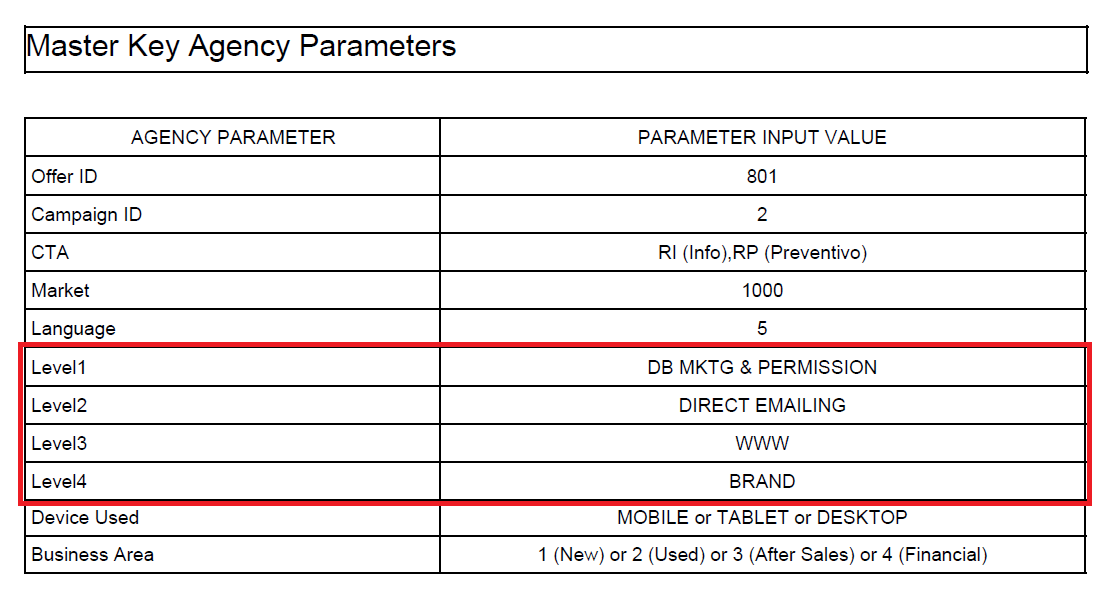 Master Key Agency Parameters
AGENCY PARAMETER PARAMETER INPUT VALUE
Offer ID 801
Campaign ID 2
CTA RI (Info),RP (Preventivo)
Market 1000
Language 5
Level1 DB MKTG & PERMISSION
Level2 DIRECT EMAILING
Level3 WWW
Level4 BRAND
Device Used MOBILE or TABLET or DESKTOP
Business Area 1 (New) or 2 (Used) or 3 (After Sales) or 4 (Financial)